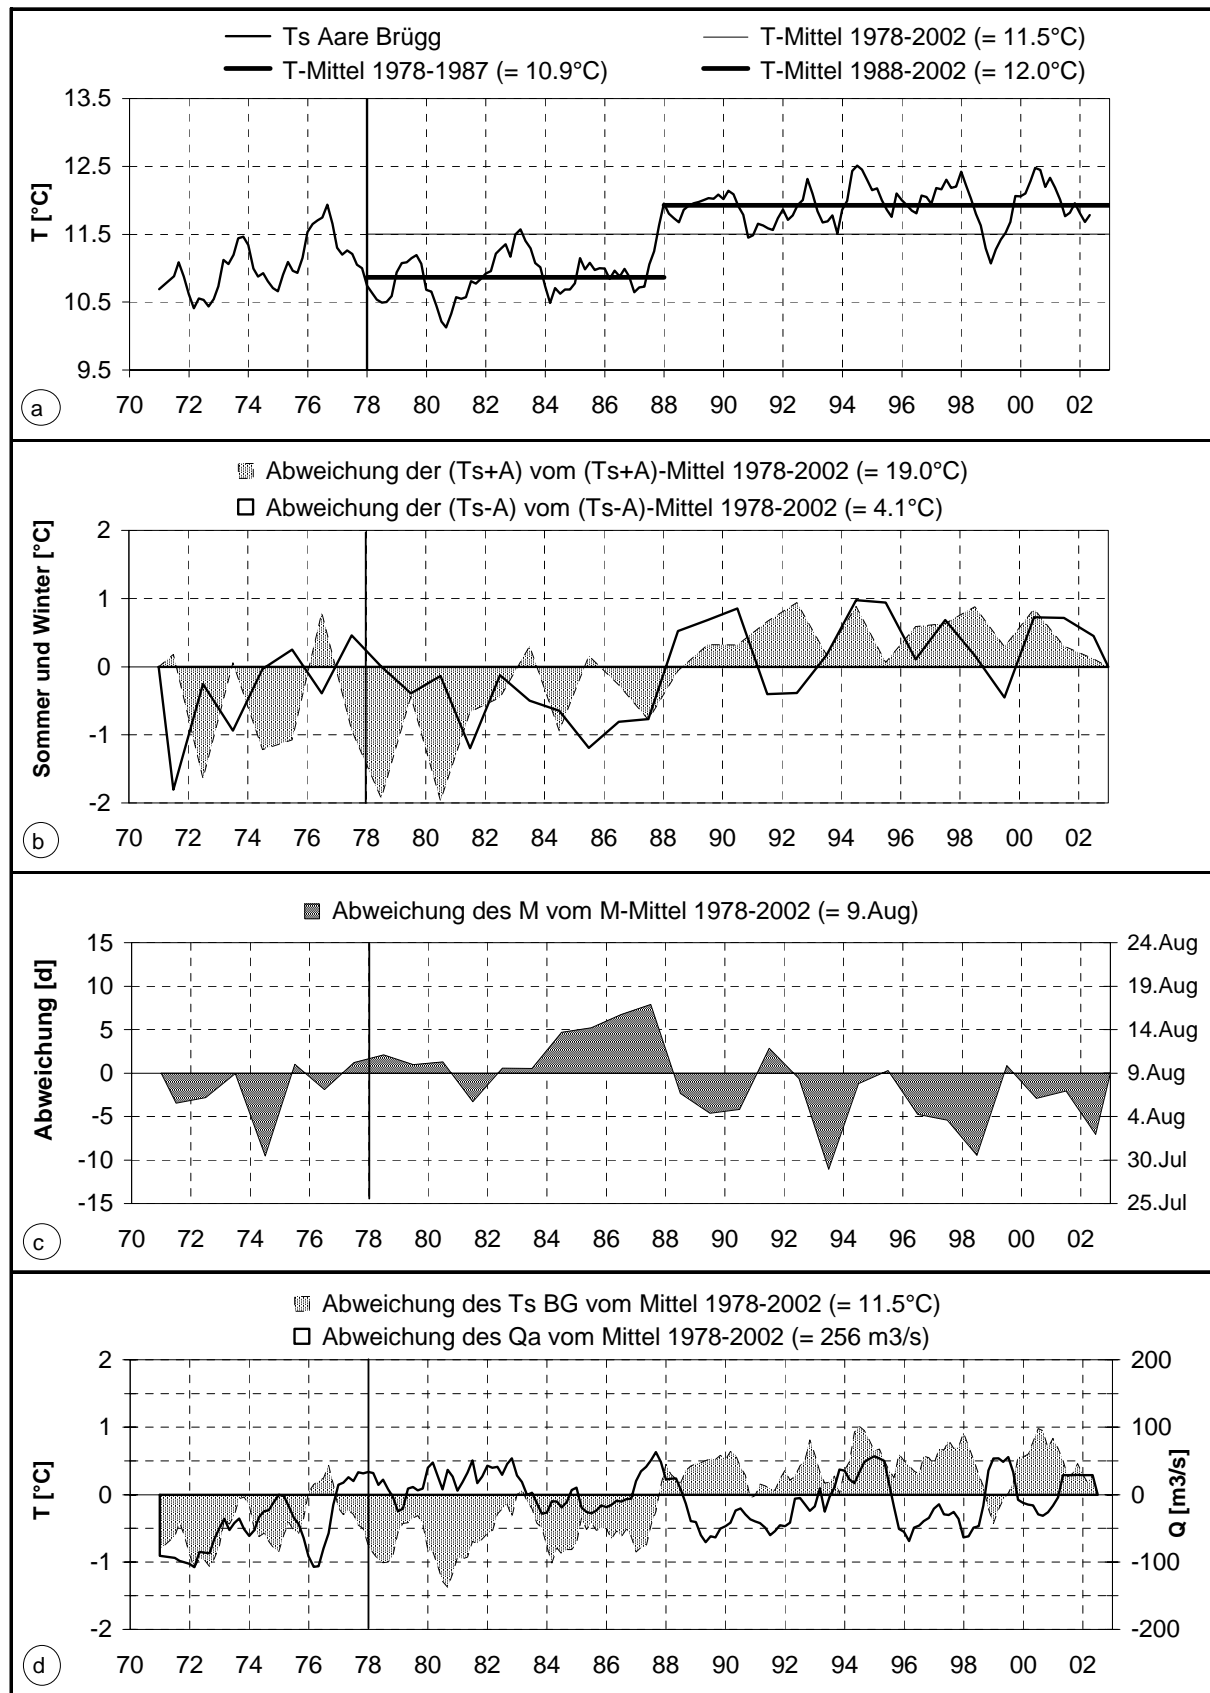 Ts Aare Brügg T-Mittel 1978-2002 (= 11.5°C)
T-Mittel 1978-1987 (= 10.9°C) T-Mittel 1988-2002 (= 12.0°C)
T [°C]
13.5
12.5
11.5
10.5
9.5
70 72 74 76 78 80 82 84 86 88 90 92 94 96 98 00 02
a
Abweichung der (Ts+A) vom (Ts+A)-Mittel 1978-2002 (= 19.0°C)
Abweichung der (Ts-A) vom (Ts-A)-Mittel 1978-2002 (= 4.1°C)
Sommer und Winter [°C]
2
1
0
-1
-2
70 72 74 76 78 80 82 84 86 88 90 92 94 96 98 00 02
b
Abweichung des M vom M-Mittel 1978-2002 (= 9.Aug)
Abweichung [d]
15 24.Aug
10 19.Aug
5 14.Aug
0 9.Aug
-5 4.Aug
-10 30.Jul
-15 25.Jul
70 72 74 76 78 80 82 84 86 88 90 92 94 96 98 00 02
c
Abweichung des Ts BG vom Mittel 1978-2002 (= 11.5°C)
Abweichung des Qa vom Mittel 1978-2002 (= 256 m3/s)
T [°C]
Q [m3/s]
2 200
1 100
0 0
-1 -100
-2 -200
70 72 74 76 78 80 82 84 86 88 90 92 94 96 98 00 02
d